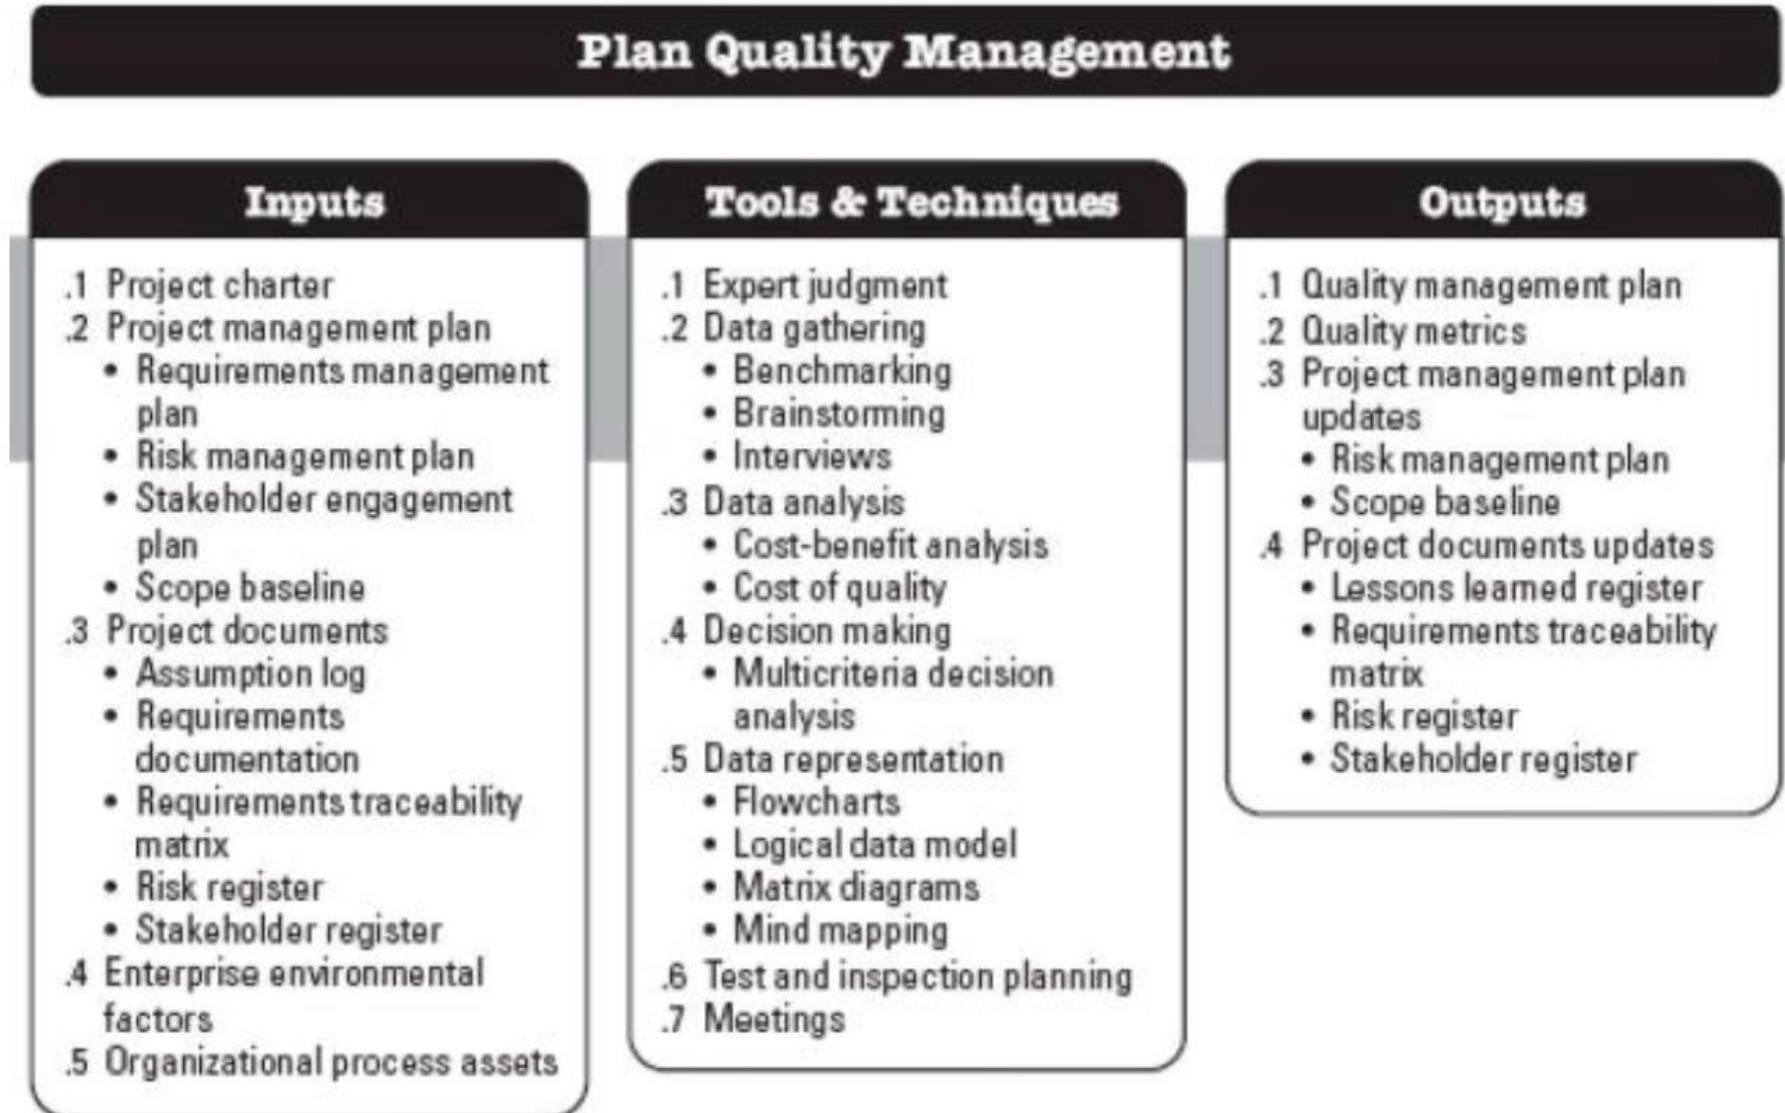 Plan Quality Management
Inputs
.1 Project charter
.2 Project management plan
• Requirements management
plan
• Risk management plan
• Stakeholder engagement
plan
• Scope baseline
.3 Project documents
• Assumption log
• Requirements
documentation
• Requirements traceability
matrix
• Risk register
• Stakeholder register
.4 Enterprise environmental
factors
.5 Organizational process assets
Tools & Techniques
.1 Expert judgment
.2 Data gathering
• Benchmarking
• Brainstorming
• Interviews
.3 Data analysis
• Cost-benefit analysis
• Cost of quality
.4 Decision making
• Multicriteria decision
analysis
.5 Data representation
• Flowcharts
• Logical data model
• Matrix diagrams
• Mind mapping
.6 Test and inspection planning
.7 Meetings
Outputs
.1 Quality management plan
.2 Quality metrics
.3 Project management plan
updates
• Risk management plan
• Scope baseline
.4 Project documents updates
• Lessons learned register
• Requirements traceability
matrix
• Risk register
• Stakeholder register